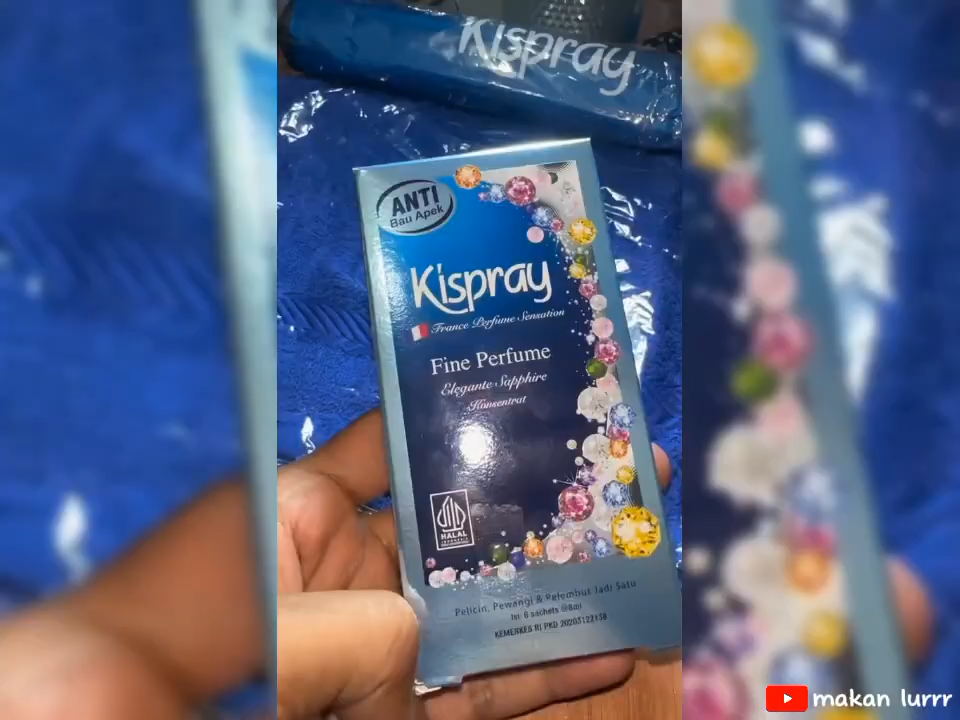 Kispray
ANTI
Bau Apek
Kispray
France Perfume Sensation
Fine Perfume
Elegante Sapphire
Konsentrat
HALAL
INDONESIA
Pelicin, Pewangi & Pelembut Jadi Satu
Isi 6 sachets @8ml
KEMENKES RI PKD 20203122138
makan lurrr